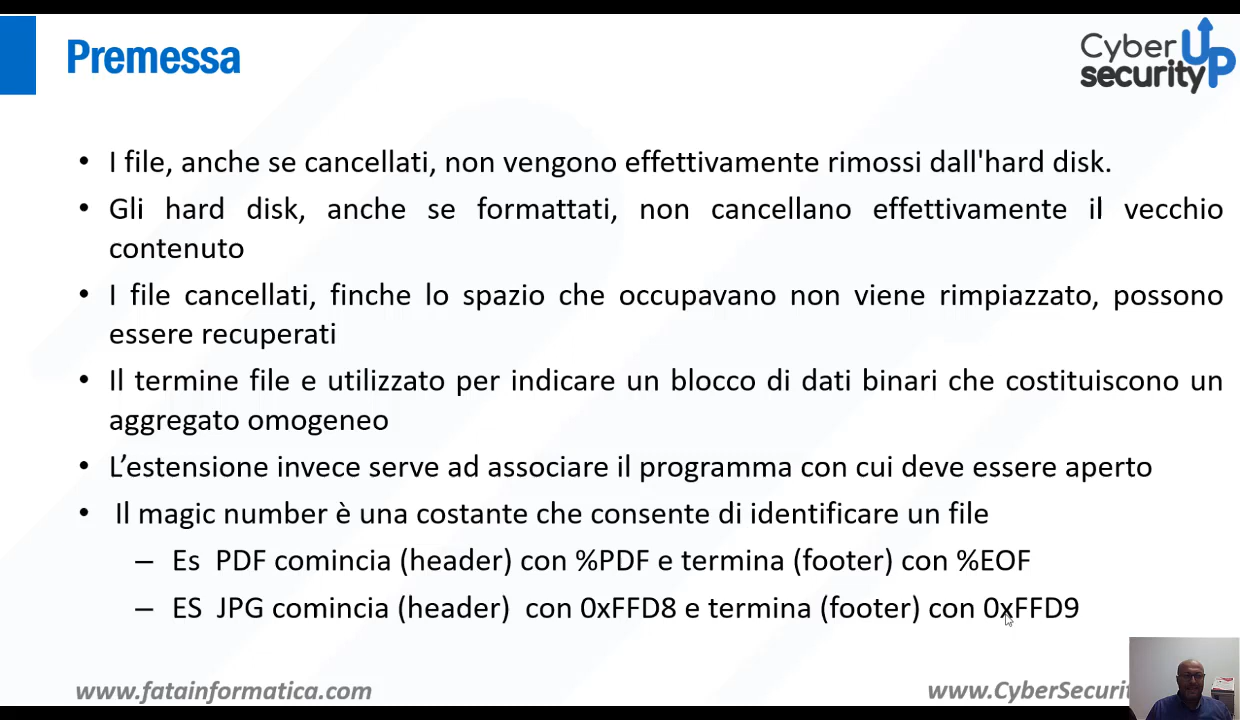 Premessa
Cyber
security
UP
• I file, anche se cancellati, non vengono effettivamente rimossi dall'hard disk.
• Gli hard disk, anche se formattati, non cancellano effettivamente il vecchio
contenuto
• I file cancellati, finche lo spazio che occupavano non viene rimpiazzato, possono
essere recuperati
• Il termine file e utilizzato per indicare un blocco di dati binari che costituiscono un
aggregato omogeneo
• L’estensione invece serve ad associare il programma con cui deve essere aperto
• Il magic number è una costante che consente di identificare un file
– Es PDF comincia (header) con %PDF e termina (footer) con %EOF
– ES JPG comincia (header) con 0xFFD8 e termina (footer) con 0xFFD9
www.fatainformatica.com
www.CyberSecurit